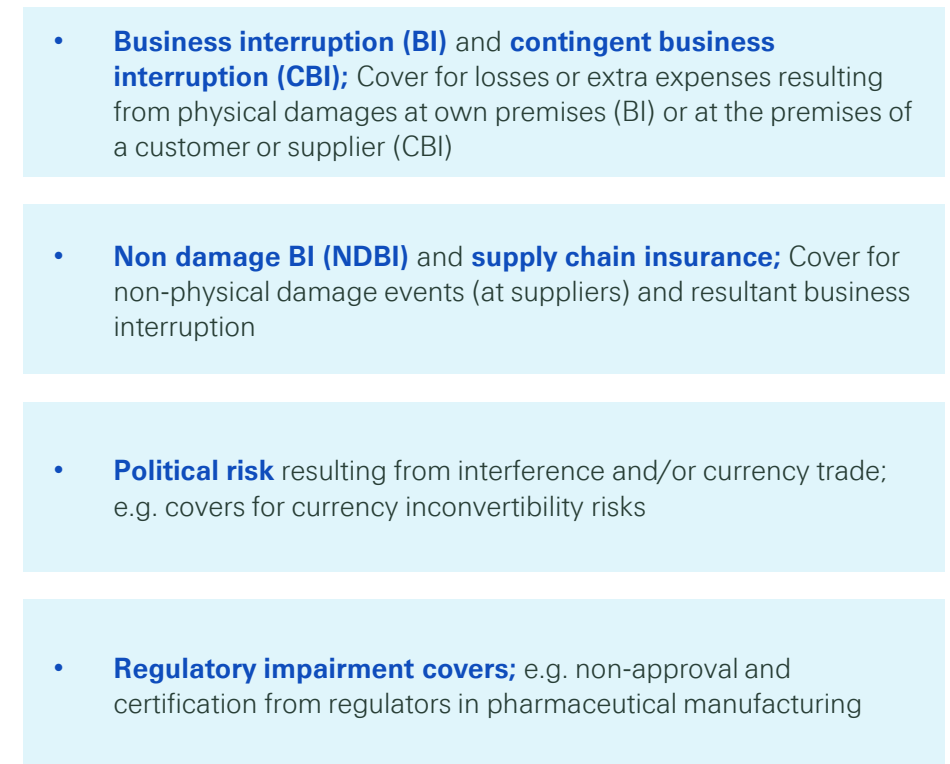 • Business interruption (BI) and contingent business
interruption (CBI); Cover for losses or extra expenses resulting
from physical damages at own premises (BI) or at the premises of
a customer or supplier (CBI)
• Non damage BI (NDBI) and supply chain insurance; Cover for
non-physical damage events (at suppliers) and resultant business
interruption
• Political risk resulting from interference and/or currency trade;
e.g. covers for currency inconvertibility risks
• Regulatory impairment covers; e.g. non-approval and
certification from regulators in pharmaceutical manufacturing